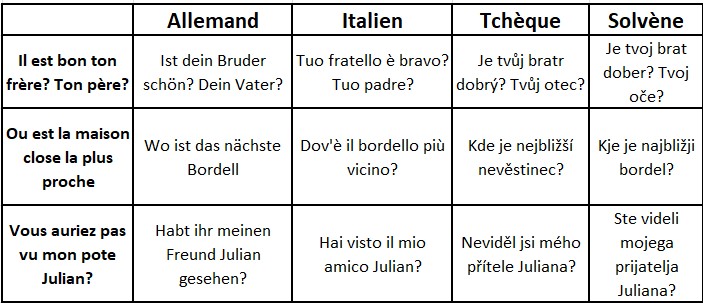 Allemand Italien Tchèque Solvène
Il est bon ton frère? Ton père? Ist dein Bruder schön? Dein Vater? Tuo fratello è bravo? Tuo padre? Je tvůj bratr dobrý? Tvůj otec? Je tvoj brat dober? Tvoj oče?
Ou est la maison close la plus proche Wo ist das nächste Bordell Dov'è il bordello più vicino? Kde je nejbližší nevěstinec? Kje je najbližji bordel?
Vous auriez pas vu mon pote Julian? Habt ihr meinen Freund Julian gesehen? Hai visto il mio amico Julian? Neviděl jsi mého přítele Juliana? Ste videli mojega prijatelja Juliana?